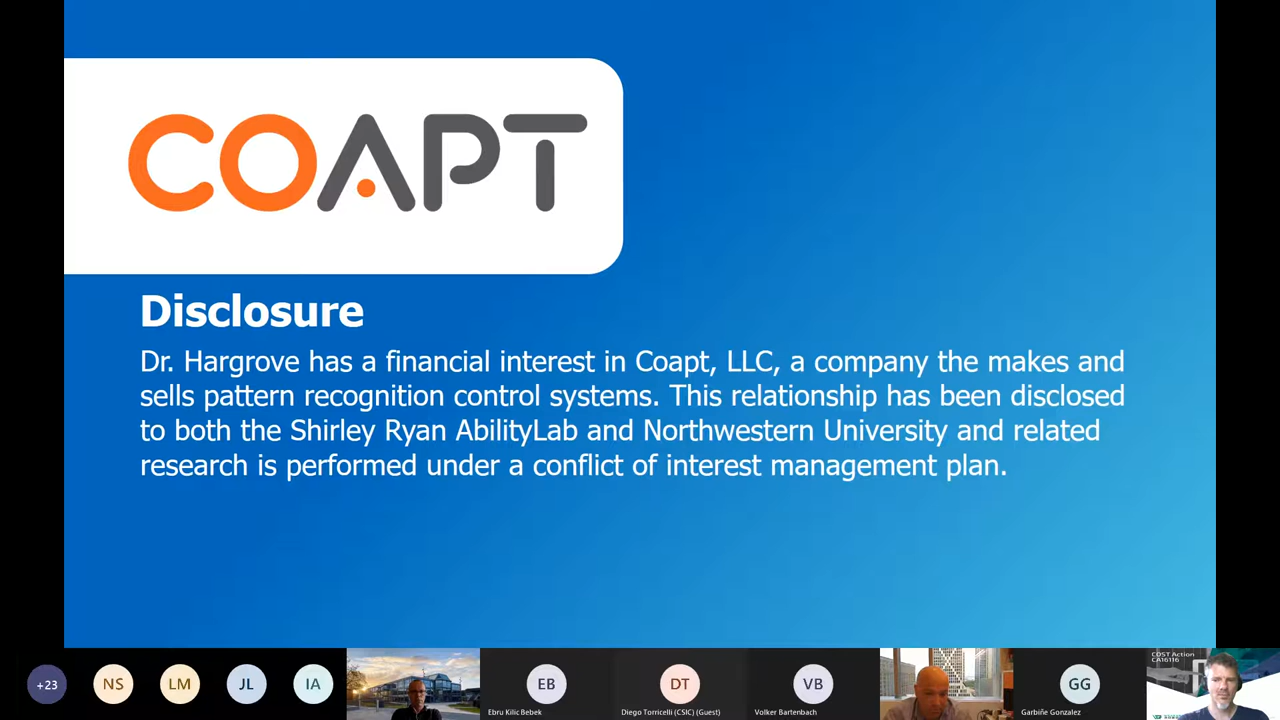 COAPT
Disclosure
Dr. Hargrove has a financial interest in Coapt, LLC, a company the makes and
sells pattern recognition control systems. This relationship has been disclosed
to both the Shirley Ryan AbilityLab and Northwestern University and related
research is performed under a conflict of interest management plan.
+23
NS
LM
JL
IA
EB
Ebru Kilic Bebek
DT
Diego Torricelli (CSIC) (Guest)
VB
Volker Bartenbach
GG
Garbiñe Gonzalez
COST Action
CA16116